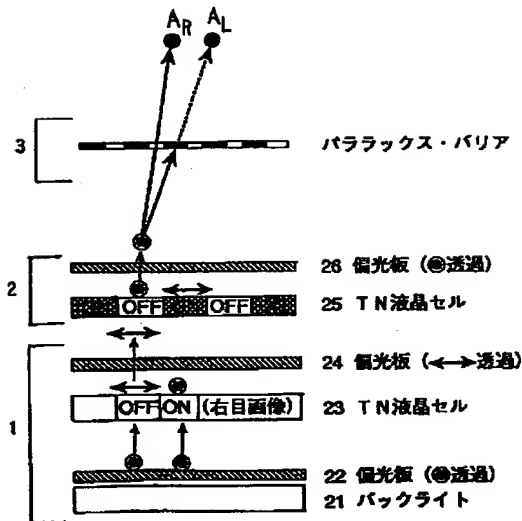 AR AL
3
パララックス・バリア
26 偏光板 (◉透過)
2
OFF OFF
25 TN液晶セル
24 偏光板 (↔透過)
1
OFF ON (右目画像)
23 TN液晶セル
22 偏光板 (◉透過)
21 バックライト